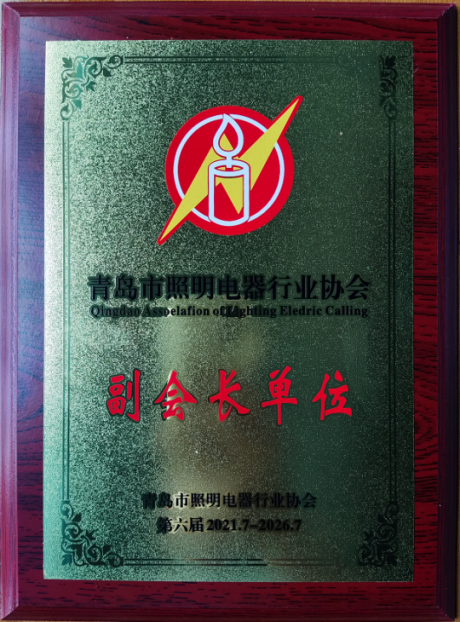 青岛市照明电器行业协会
Qingdao Assoelafion of Lighting Eledric Calling
副会长单位
青岛市照明电器行业协会
第六届 2021.7-2026.7